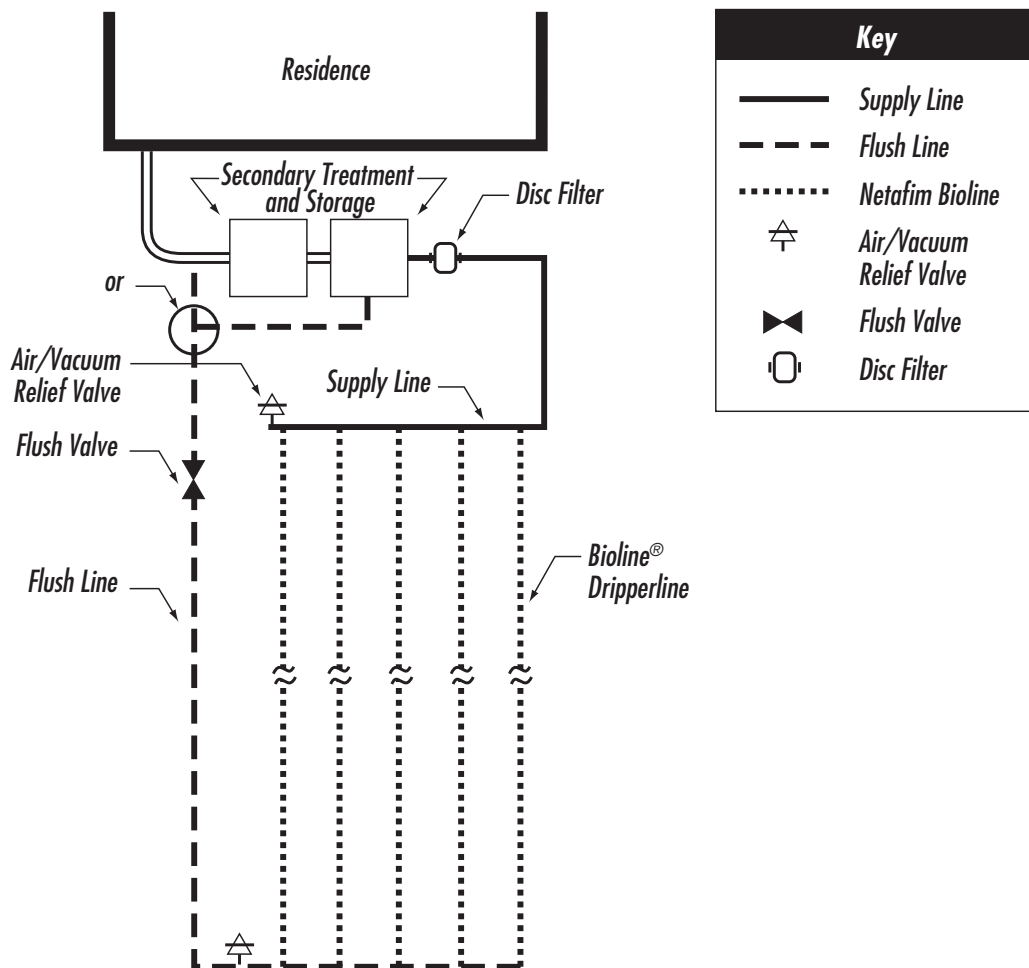 Residence
Secondary Treatment
and Storage
Disc Filter
or
Air/Vacuum
Relief Valve
Supply Line
Flush Valve
Bioline®
Dripperline
Flush Line
Key
Supply Line
Flush Line
Netafim Bioline
Air/Vacuum
Relief Valve
Flush Valve
Disc Filter